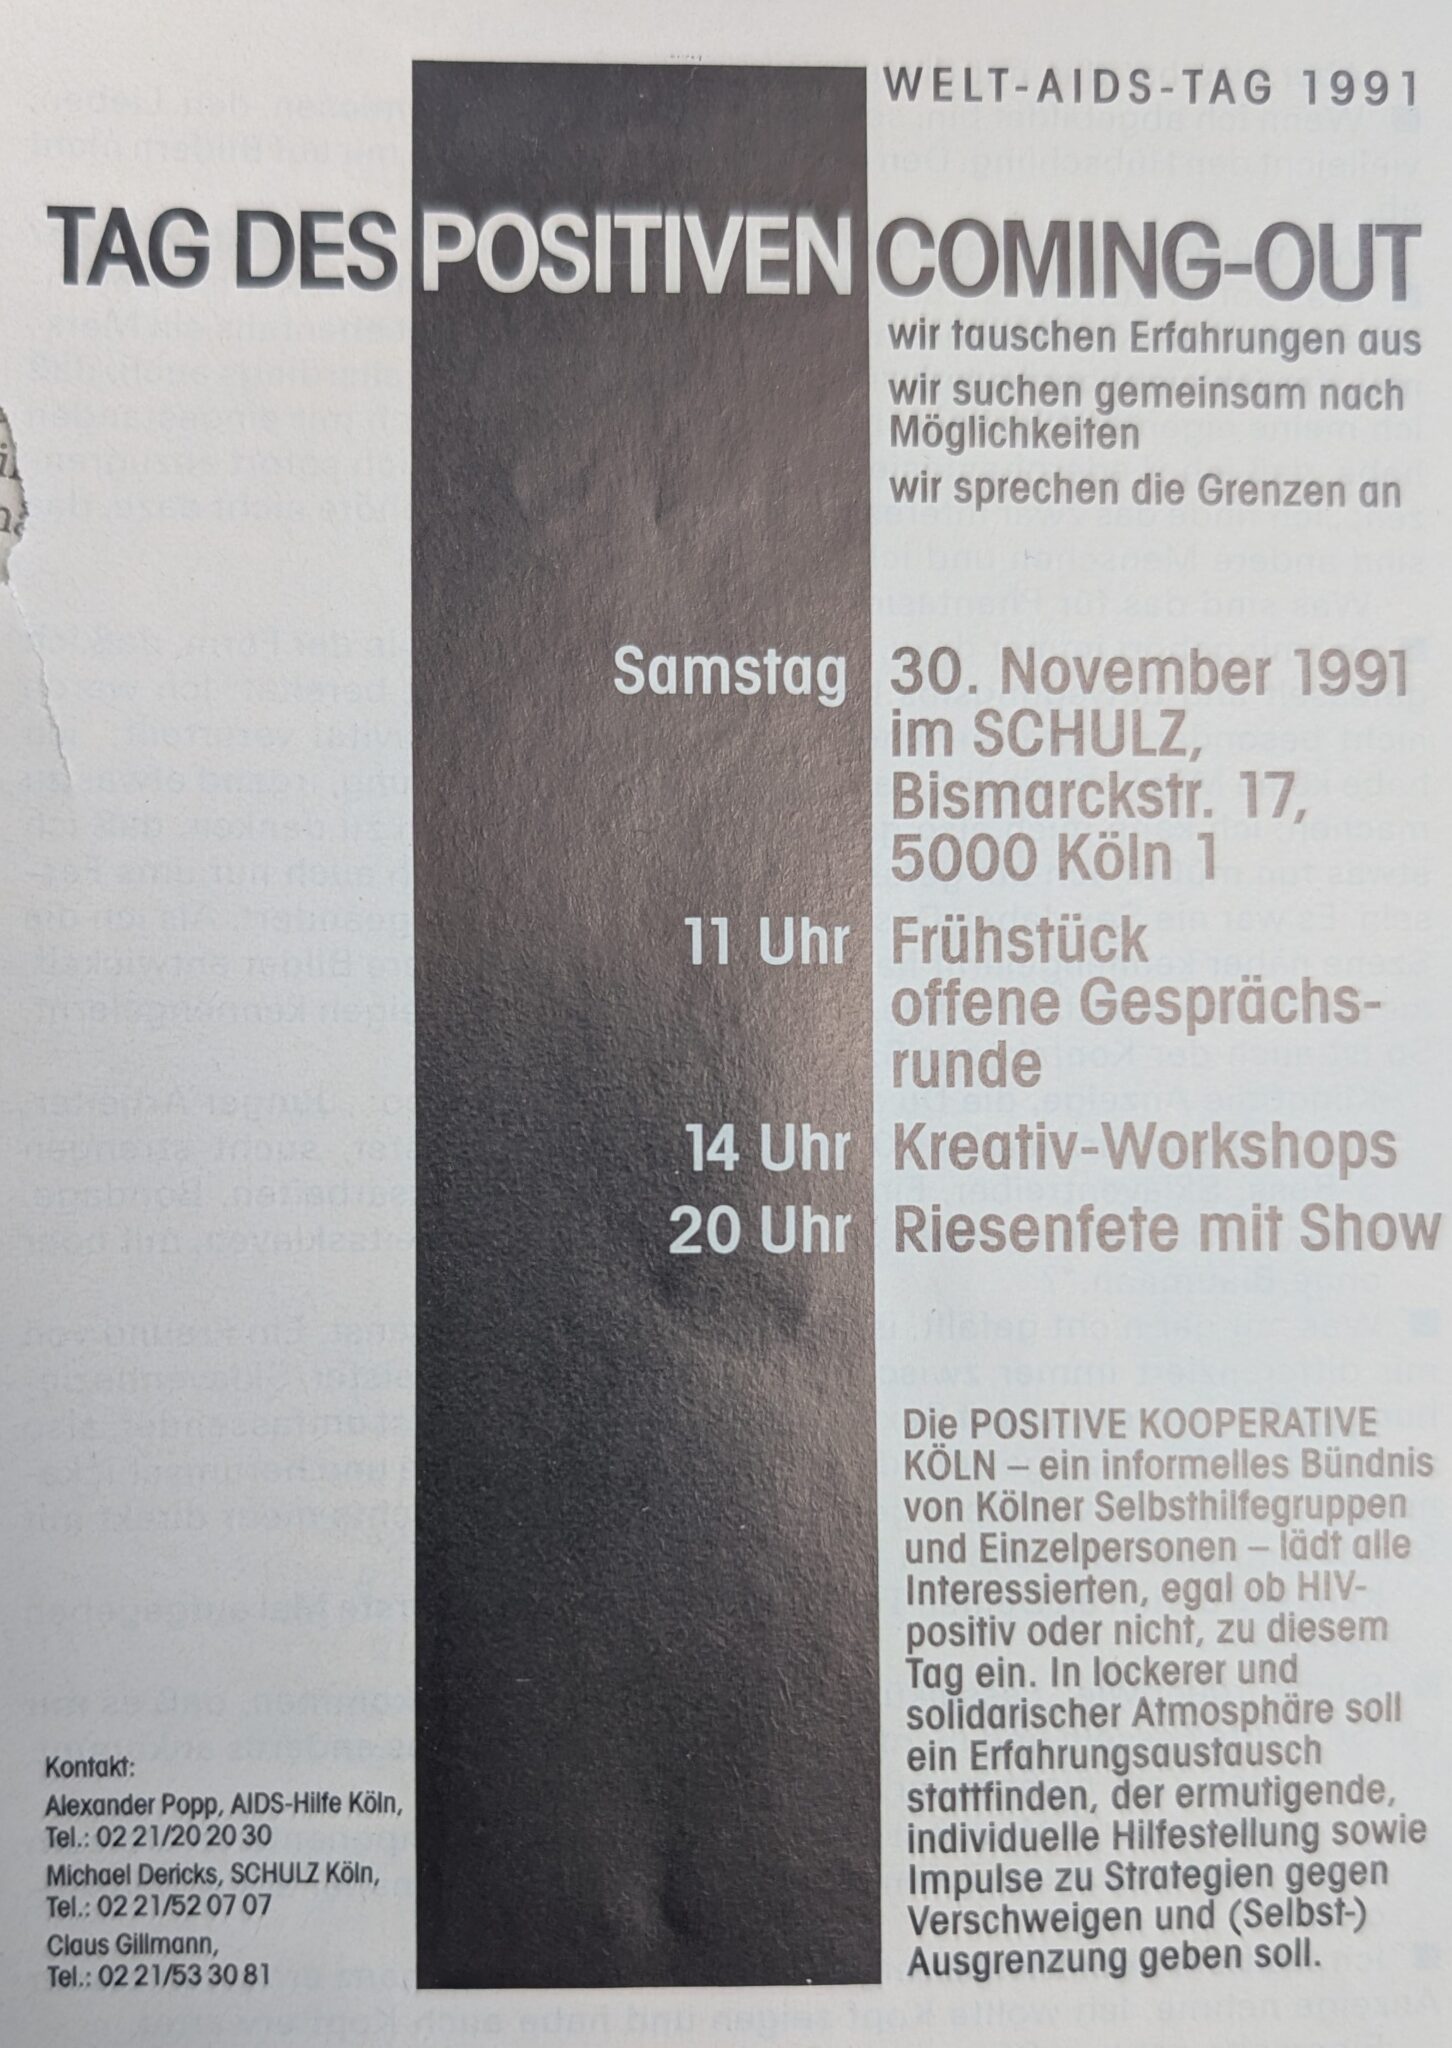 WELT-AIDS-TAG 1991
TAG DES POSITIVEN COMING-OUT
wir tauschen Erfahrungen aus
wir suchen gemeinsam nach
Möglichkeiten
wir sprechen die Grenzen an
Samstag 30. November 1991
im SCHULZ,
Bismarckstr. 17,
5000 Köln 1
11 Uhr Frühstück
offene Gesprächs-
runde
14 Uhr Kreativ-Workshops
20 Uhr Riesenfete mit Show
Die POSITIVE KOOPERATIVE
KÖLN – ein informelles Bündnis
von Kölner Selbsthilfegruppen
und Einzelpersonen – lädt alle
Interessierten, egal ob HIV-
positiv oder nicht, zu diesem
Tag ein. In lockerer und
solidarischer Atmosphäre soll
ein Erfahrungsaustausch
stattfinden, der ermutigende,
individuelle Hilfestellung sowie
Impulse zu Strategien gegen
Verschweigen und (Selbst-)
Ausgrenzung geben soll.
Kontakt:
Alexander Popp, AIDS-Hilfe Köln,
Tel.: 02 21/20 20 30
Michael Dericks, SCHULZ Köln,
Tel.: 02 21/52 07 07
Claus Gillmann,
Tel.: 02 21/53 30 81